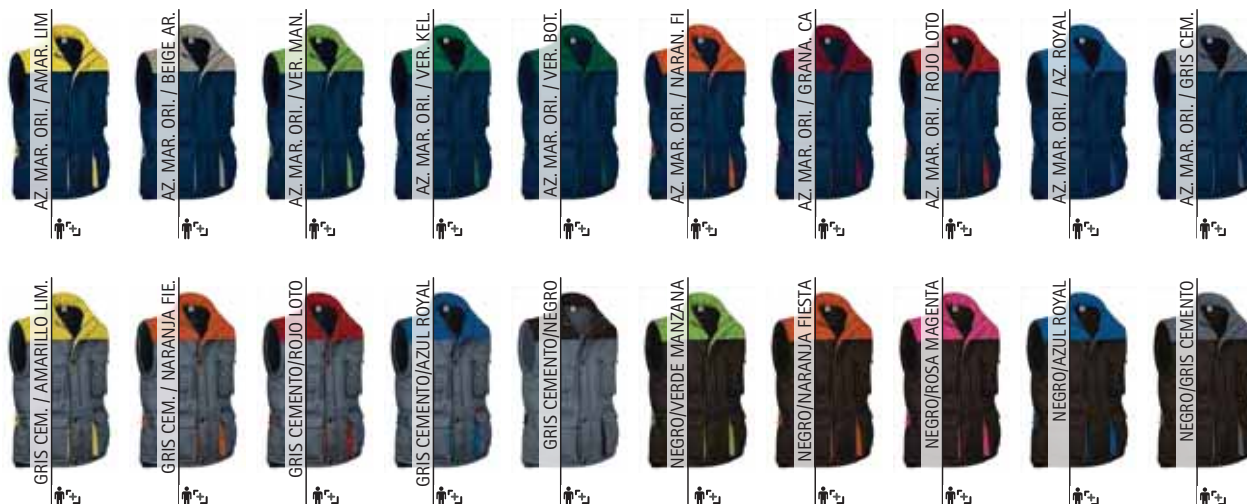 AZ. MAR. ORI. / AMAR. LIM
AZ. MAR. ORI. / BEIGE AR.
AZ. MAR. ORI. / VER. MAN.
AZ. MAR. ORI. / VER. KEL.
AZ. MAR. ORI. / VER. BOT.
AZ. MAR. ORI. / NARAN. FI
AZ. MAR. ORI. / GRANA. CA
AZ. MAR. ORI. / ROJO LOTO
AZ. MAR. ORI. / AZ. ROYAL
AZ. MAR. ORI. / GRIS CEM.
GRIS CEM. / AMARILLO LIM.
GRIS CEM. / NARANJA FIE.
GRIS CEMENTO/ROJO LOTO
GRIS CEMENTO/AZUL ROYAL
GRIS CEMENTO/NEGRO
NEGRO/VERDE MANZANA
NEGRO/NARANJA FIESTA
NEGRO/ROSA MAGENTA
NEGRO/AZUL ROYAL
NEGRO/GRIS CEMENTO